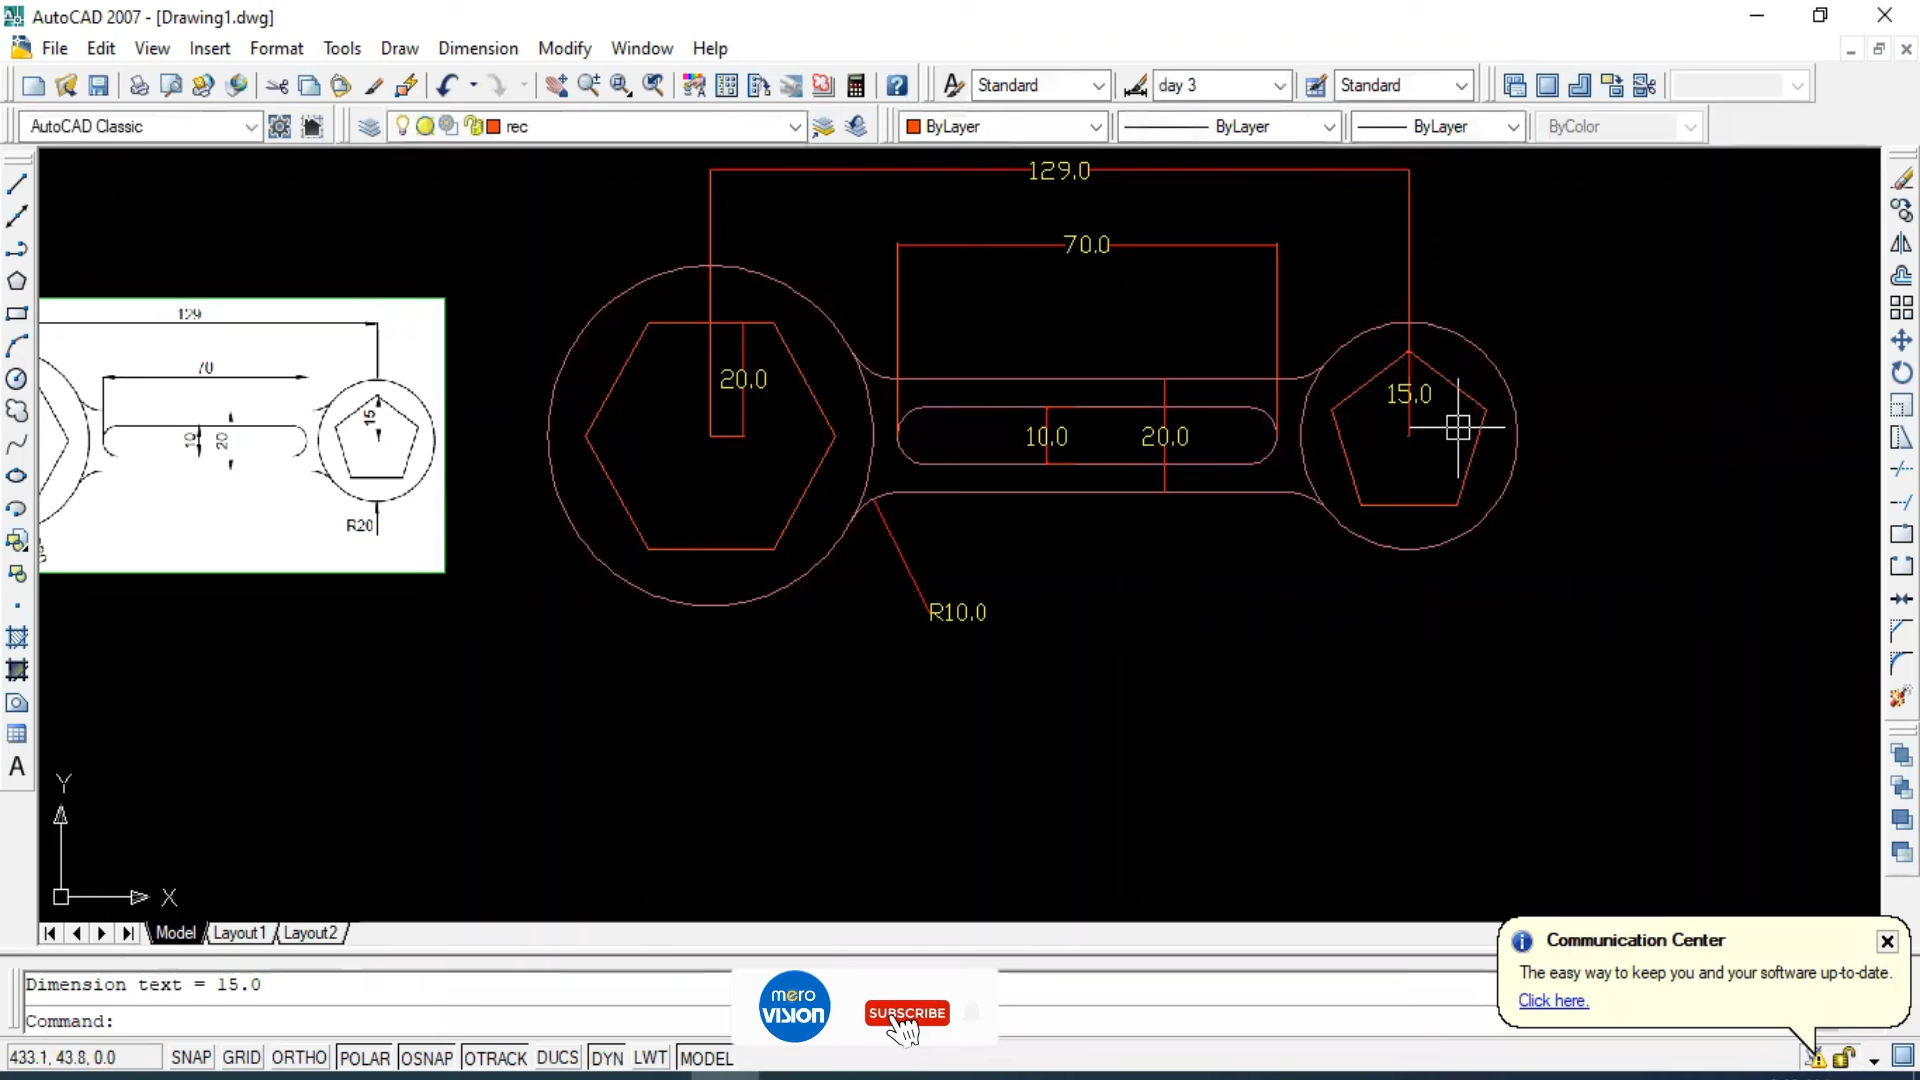 AutoCAD 2007 - [Drawing1.dwg]
File Edit View Insert Format Tools Draw Dimension Modify Window Help
Standard day 3 Standard
AutoCAD Classic rec ByLayer ByLayer ByLayer ByColor
129.0
70.0
20.0
15.0
10.0
20.0
R10.0
129
70
15
10
20
R20
Y
X
A
Model Layout1 Layout2
Communication Center
The easy way to keep you and your software up-to-date.
Click here.
Dimension text = 15.0
Command:
mero
vision
SUBSCRIBE
433.1, 43.8, 0.0 SNAP GRID ORTHO POLAR OSNAP OTRACK DUCS DYN LWT MODEL